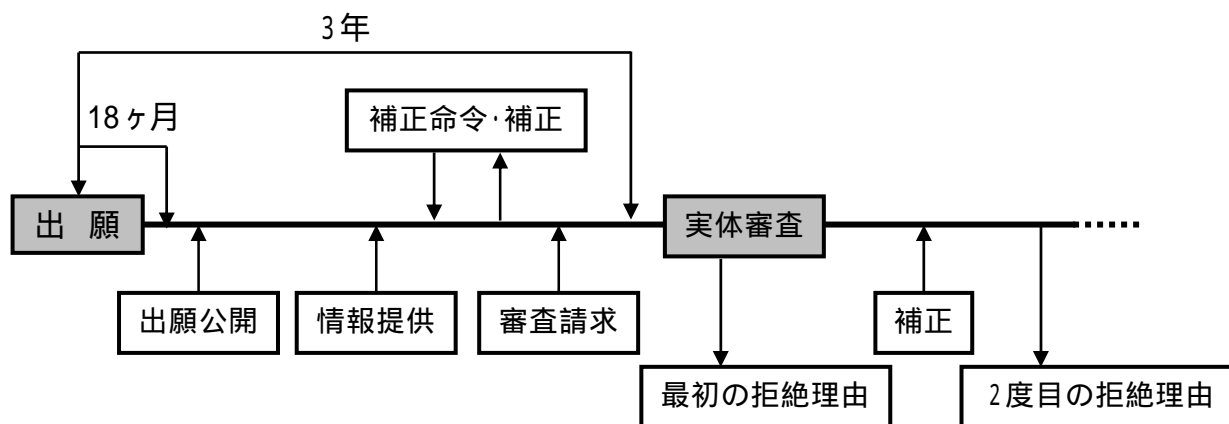 3年
18ヶ月
補正命令·補正
出 願
実体審査
出願公開
情報提供
審査請求
補正
最初の拒絶理由
2度目の拒絶理由